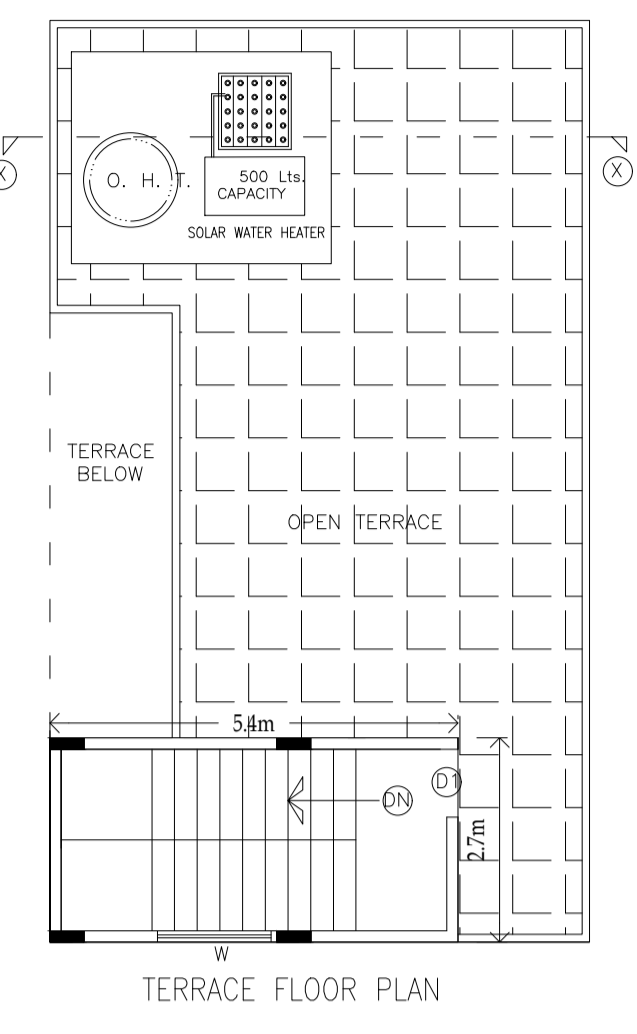 X
X
O. H. T.
500 Lts.
CAPACITY
SOLAR WATER HEATER
TERRACE
BELOW
OPEN TERRACE
5.4m
D1
DN
2.7m
W
TERRACE FLOOR PLAN